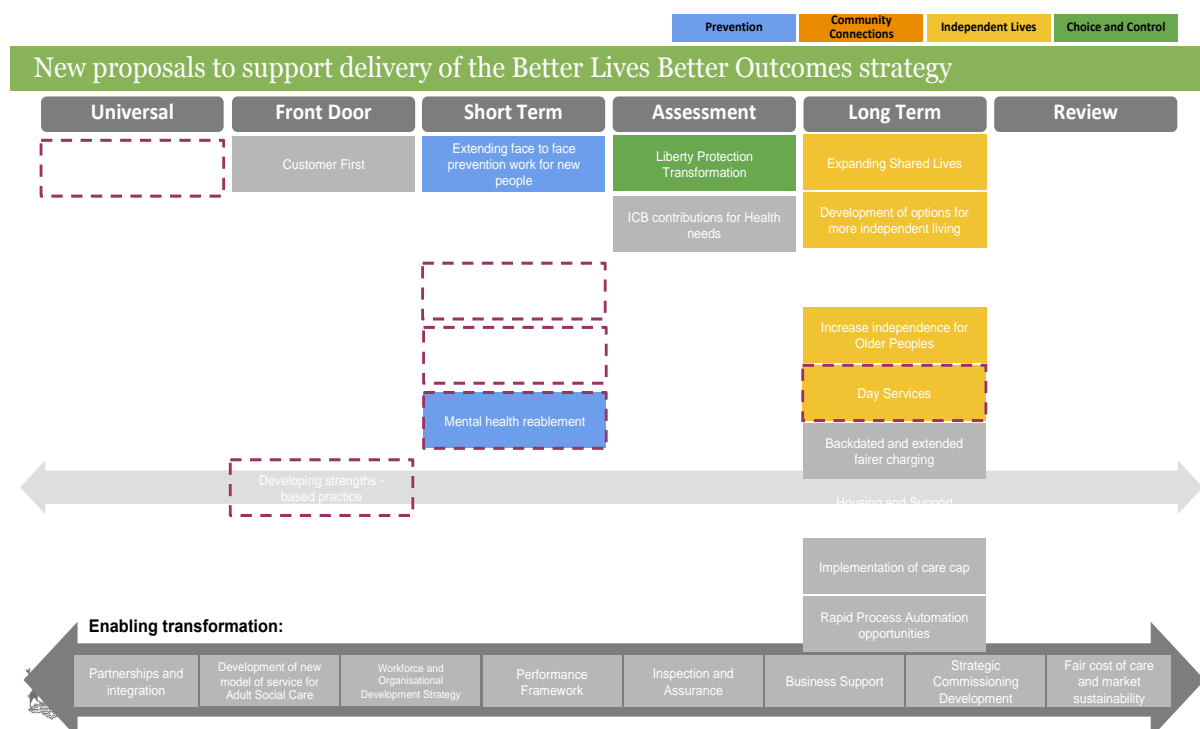 Prevention
Community
Connections
Independent Lives
Choice and Control
New proposals to support delivery of the Better Lives Better Outcomes strategy
Universal
Front Door
Short Term
Assessment
Long Term
Review
Customer First
Extending face to face
prevention work for new
people
Liberty Protection
Transformation
Expanding Shared Lives
ICB contributions for Health
needs
Development of options for
more independent living
Increase independence for
Older Peoples
Day Services
Mental health reablement
Backdated and extended
fairer charging
Developing strengths -
based practice
Housing and Support
Implementation of care cap
Rapid Process Automation
opportunities
Enabling transformation:
Partnerships and
integration
Development of new
model of service for
Adult Social Care
Workforce and
Organisational
Development Strategy
Performance
Framework
Inspection and
Assurance
Business Support
Strategic
Commissioning
Development
Fair cost of care
and market
sustainability